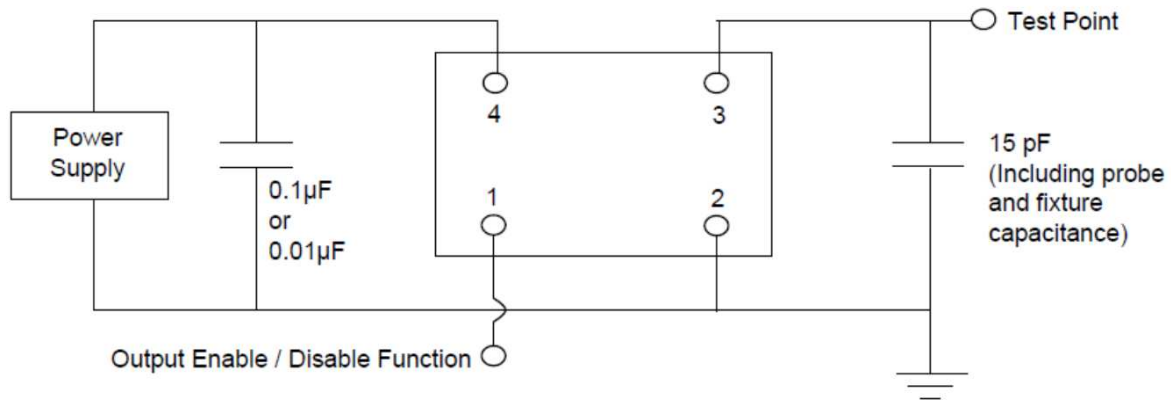 Test Point
Power
Supply
4
3
0.1µF
or
0.01µF
1
2
15 pF
(Including probe
and fixture
capacitance)
Output Enable / Disable Function